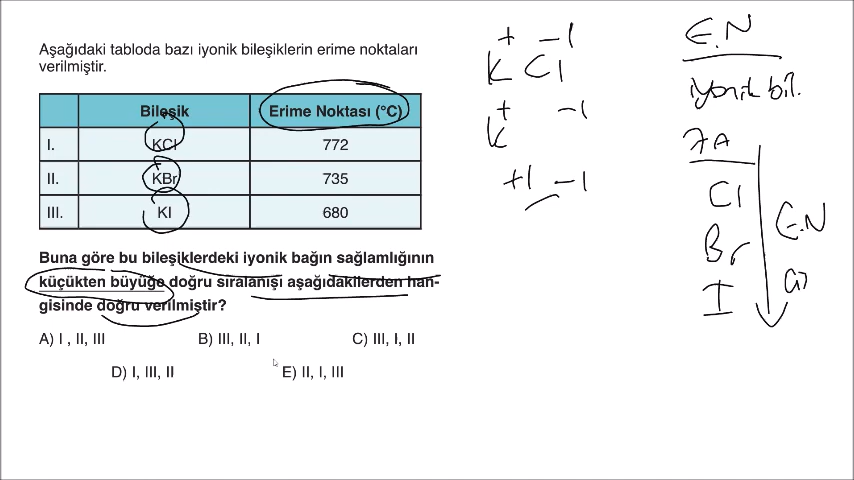 Aşağıdaki tabloda bazı iyonik bileşiklerin erime noktaları
verilmiştir.
Bileşik Erime Noktası (°C)
I. KCl 772
II. KBr 735
III. KI 680
Buna göre bu bileşiklerdeki iyonik bağın sağlamlığının
küçükten büyüğe doğru sıralanışı aşağıdakilerden han-
gisinde doğru verilmiştir?
A) I , II, III B) III, II, I C) III, I, II
D) I, III, II E) II, I, III
+ -1
K Cl
+ -1
K
+1 -1
E.N
iyonik bil.
7A
Cl
Br
I
E.N